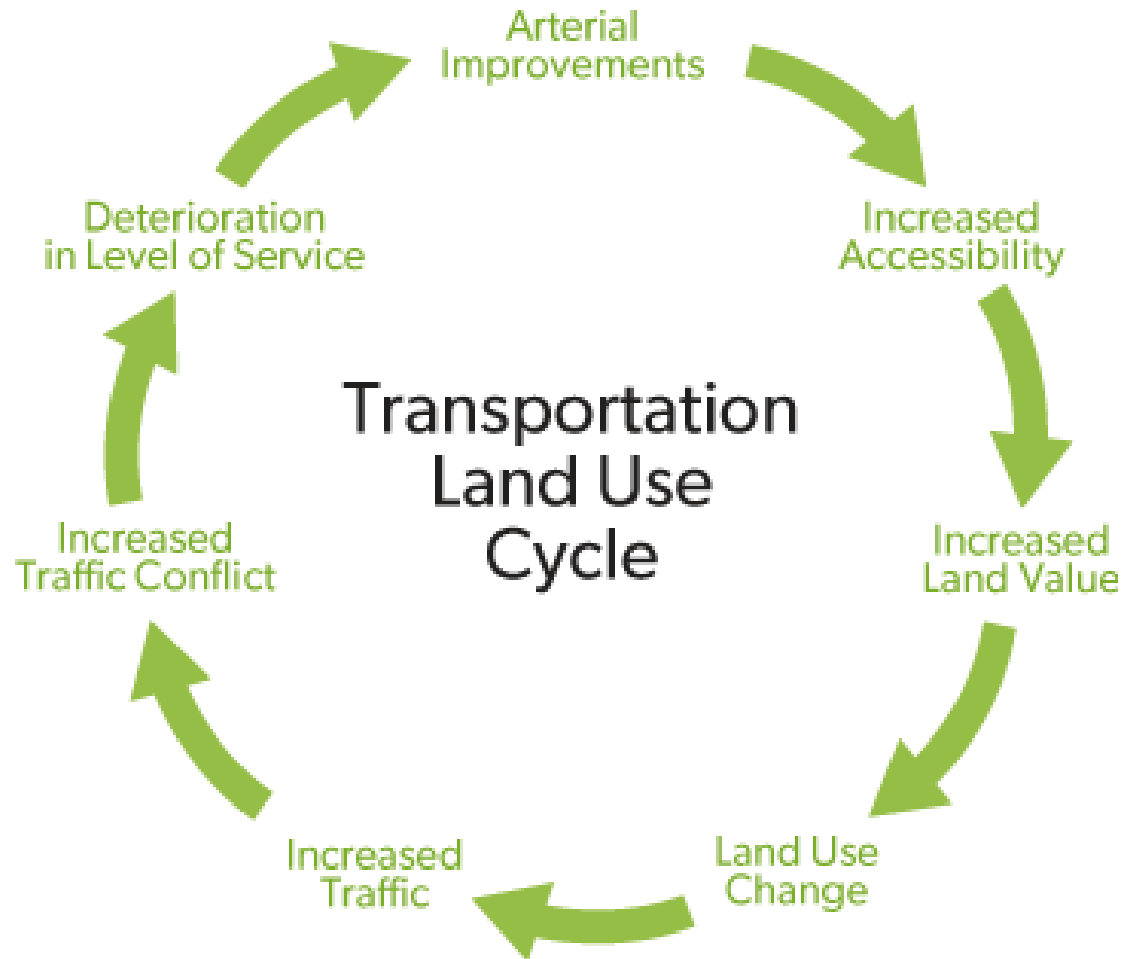 Arterial
Improvements
Increased
Accessibility
Increased
Land Value
Land Use
Change
Increased
Traffic
Increased
Traffic Conflict
Deterioration
in Level of Service
Transportation
Land Use
Cycle